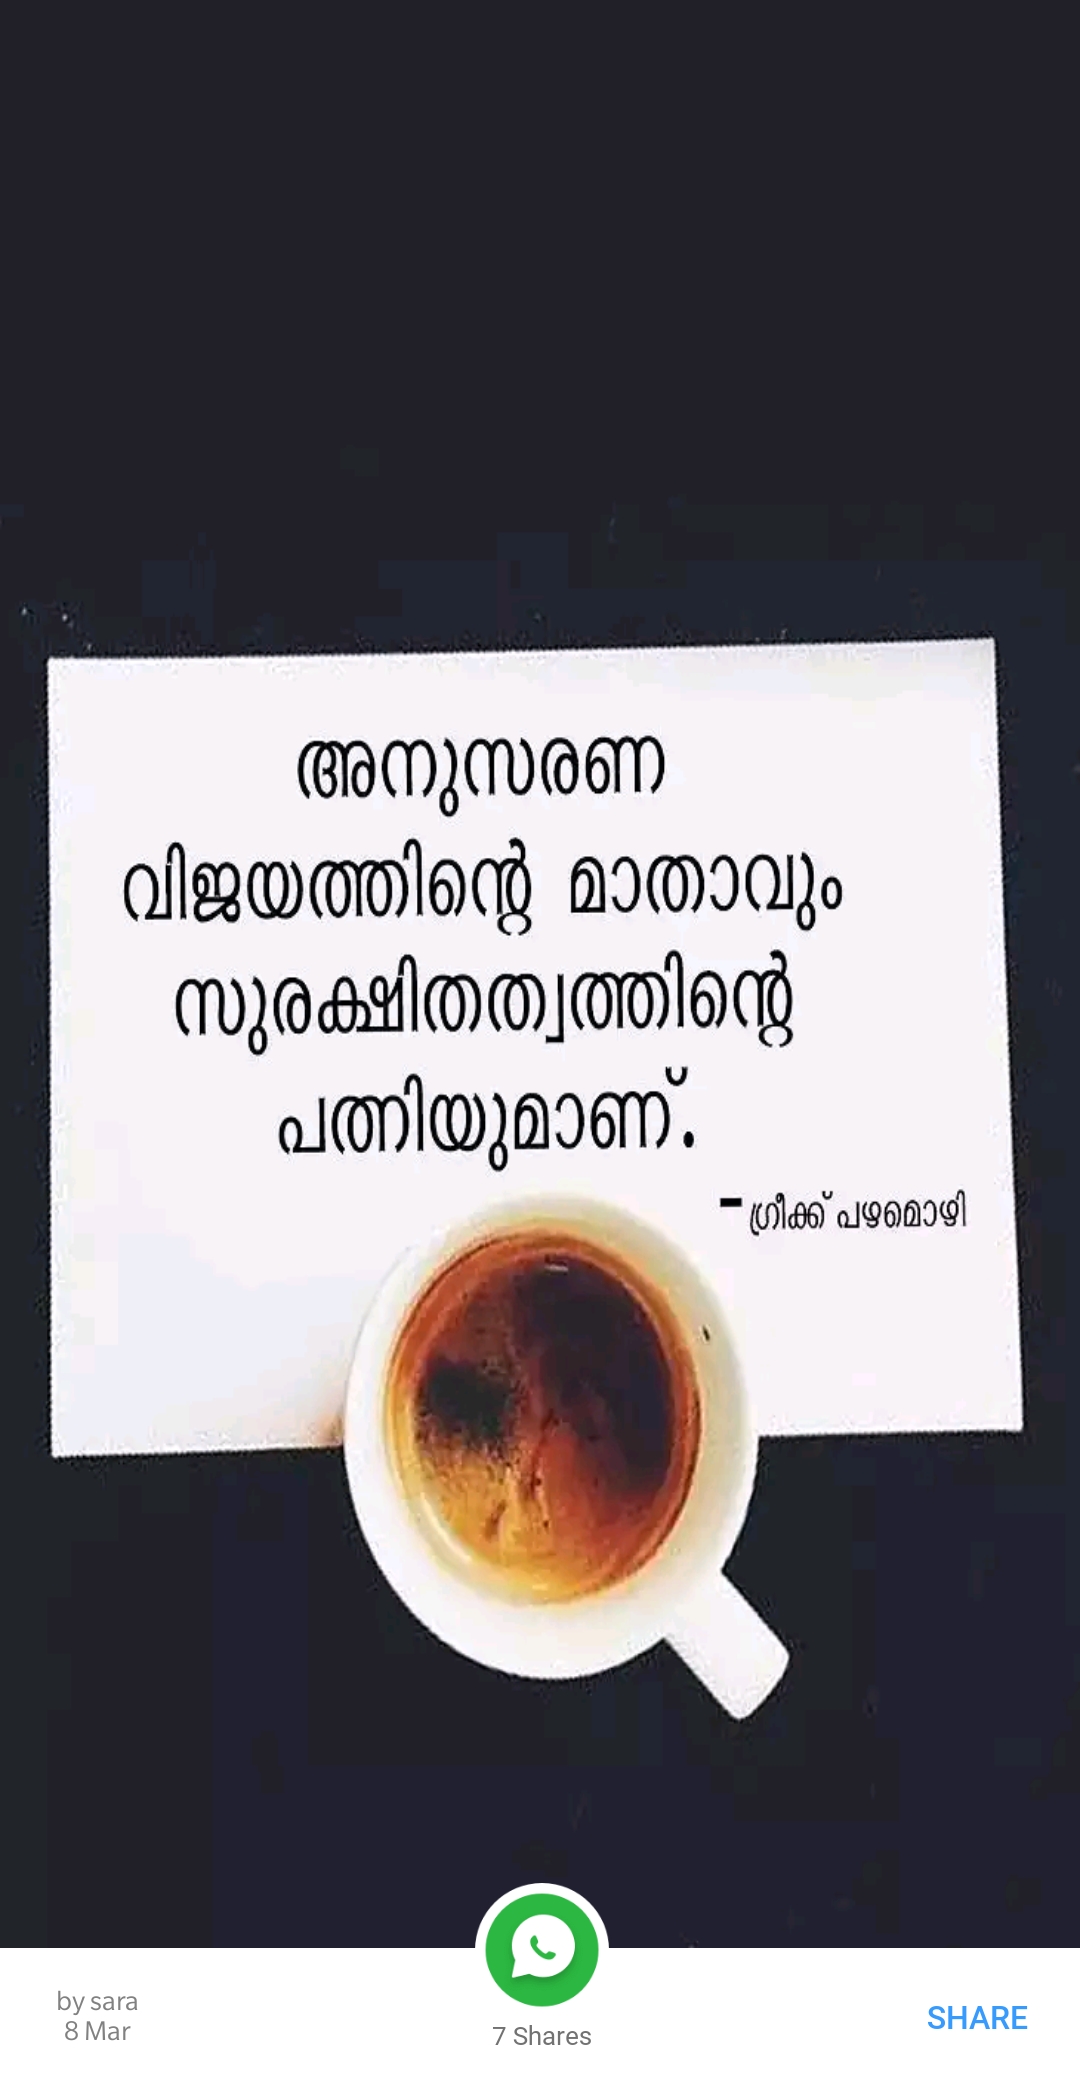 അനുസരണ
വിജയത്തിന്റെ മാതാവും
സുരക്ഷിതത്വത്തിന്റെ
പത്നിയുമാണ്.
- ഗ്രീക്ക് പഴമൊഴി
by sara
8 Mar
7 Shares
SHARE